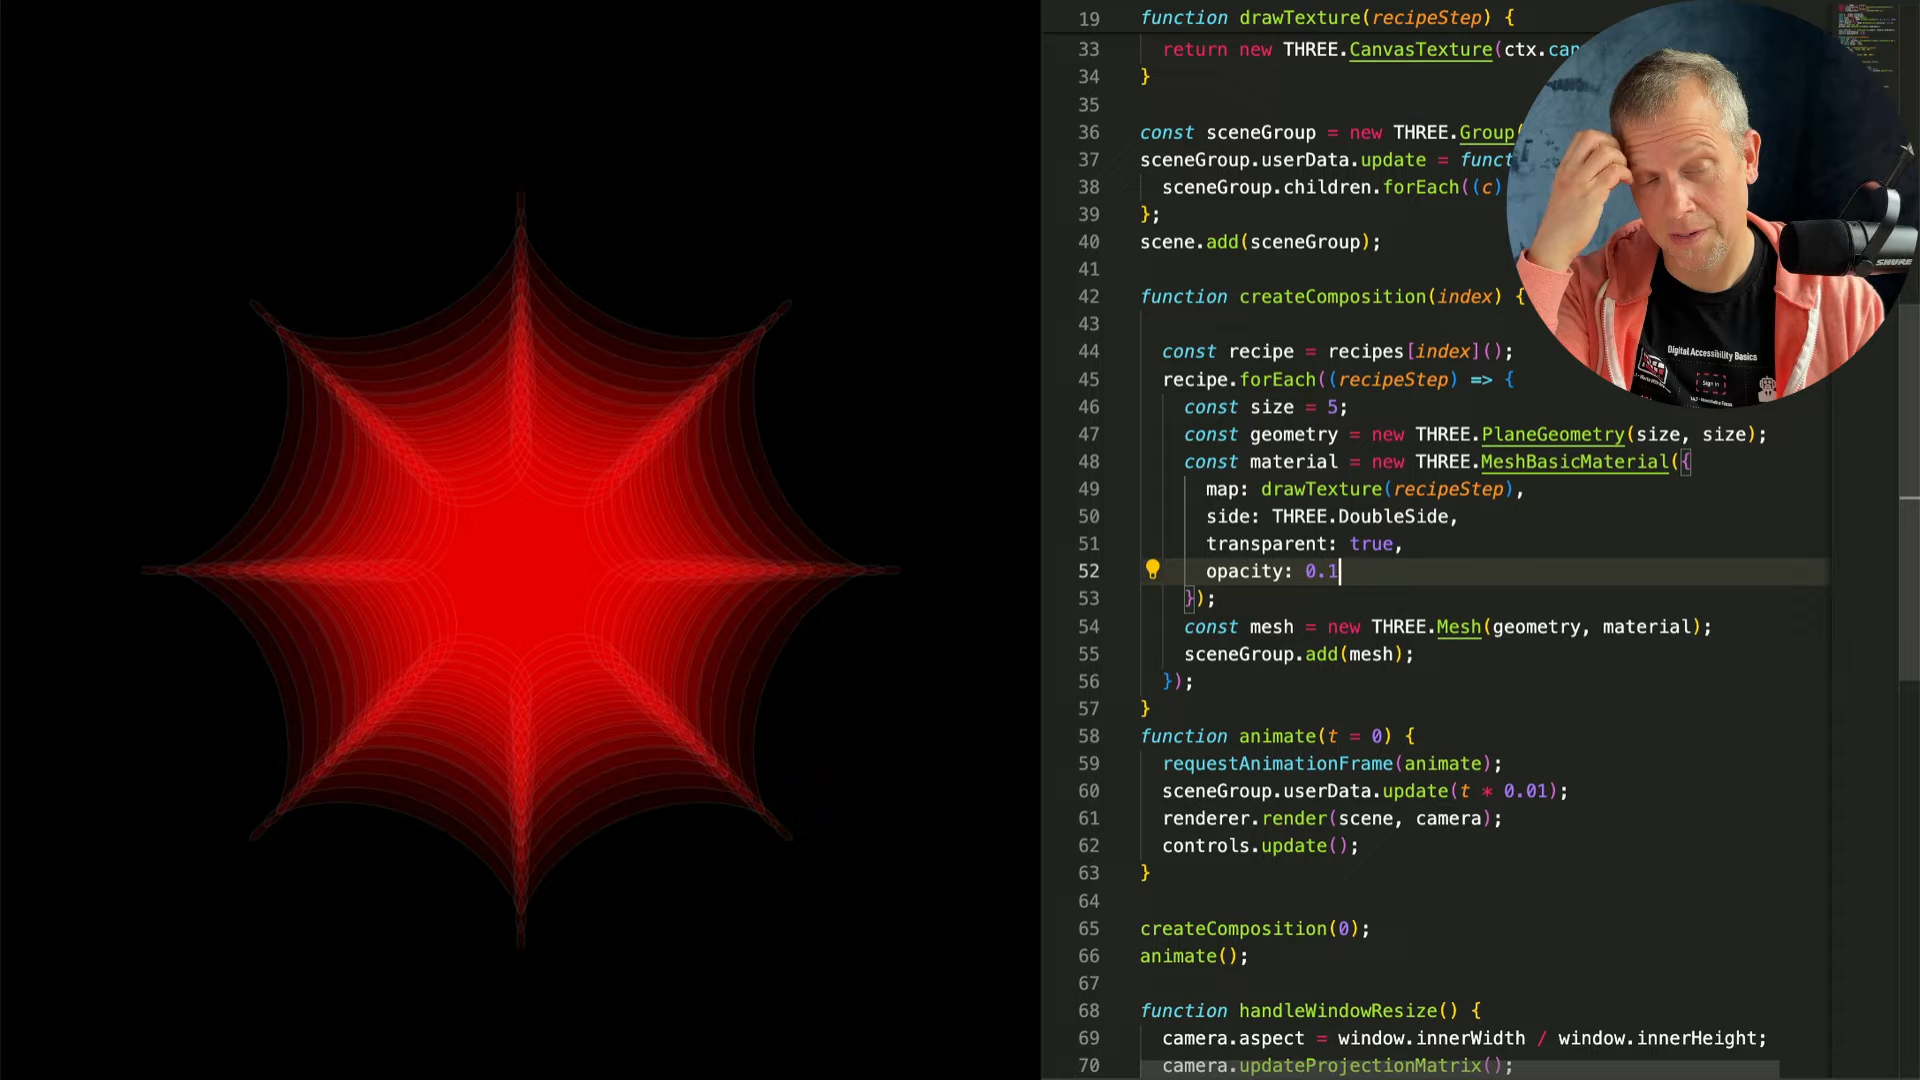 19 function drawTexture(recipeStep) {
33 return new THREE.CanvasTexture(ctx.can
34 }
35
36 const sceneGroup = new THREE.Group(
37 sceneGroup.userData.update = funct
38 sceneGroup.children.forEach((c)
39 };
40 scene.add(sceneGroup);
41
42 function createComposition(index) {
43
44 const recipe = recipes[index]();
45 recipe.forEach((recipeStep) => {
46 const size = 5;
47 const geometry = new THREE.PlaneGeometry(size, size);
48 const material = new THREE.MeshBasicMaterial({
49 map: drawTexture(recipeStep),
50 side: THREE.DoubleSide,
51 transparent: true,
52 opacity: 0.1
53 });
54 const mesh = new THREE.Mesh(geometry, material);
55 sceneGroup.add(mesh);
56 });
57 }
58 function animate(t = 0) {
59 requestAnimationFrame(animate);
60 sceneGroup.userData.update(t * 0.01);
61 renderer.render(scene, camera);
62 controls.update();
63 }
64
65 createComposition(0);
66 animate();
67
68 function handleWindowResize() {
69 camera.aspect = window.innerWidth / window.innerHeight;
70 camera.updateProjectionMatrix();
SHURE
Digital Accessibility Basics
Sign in